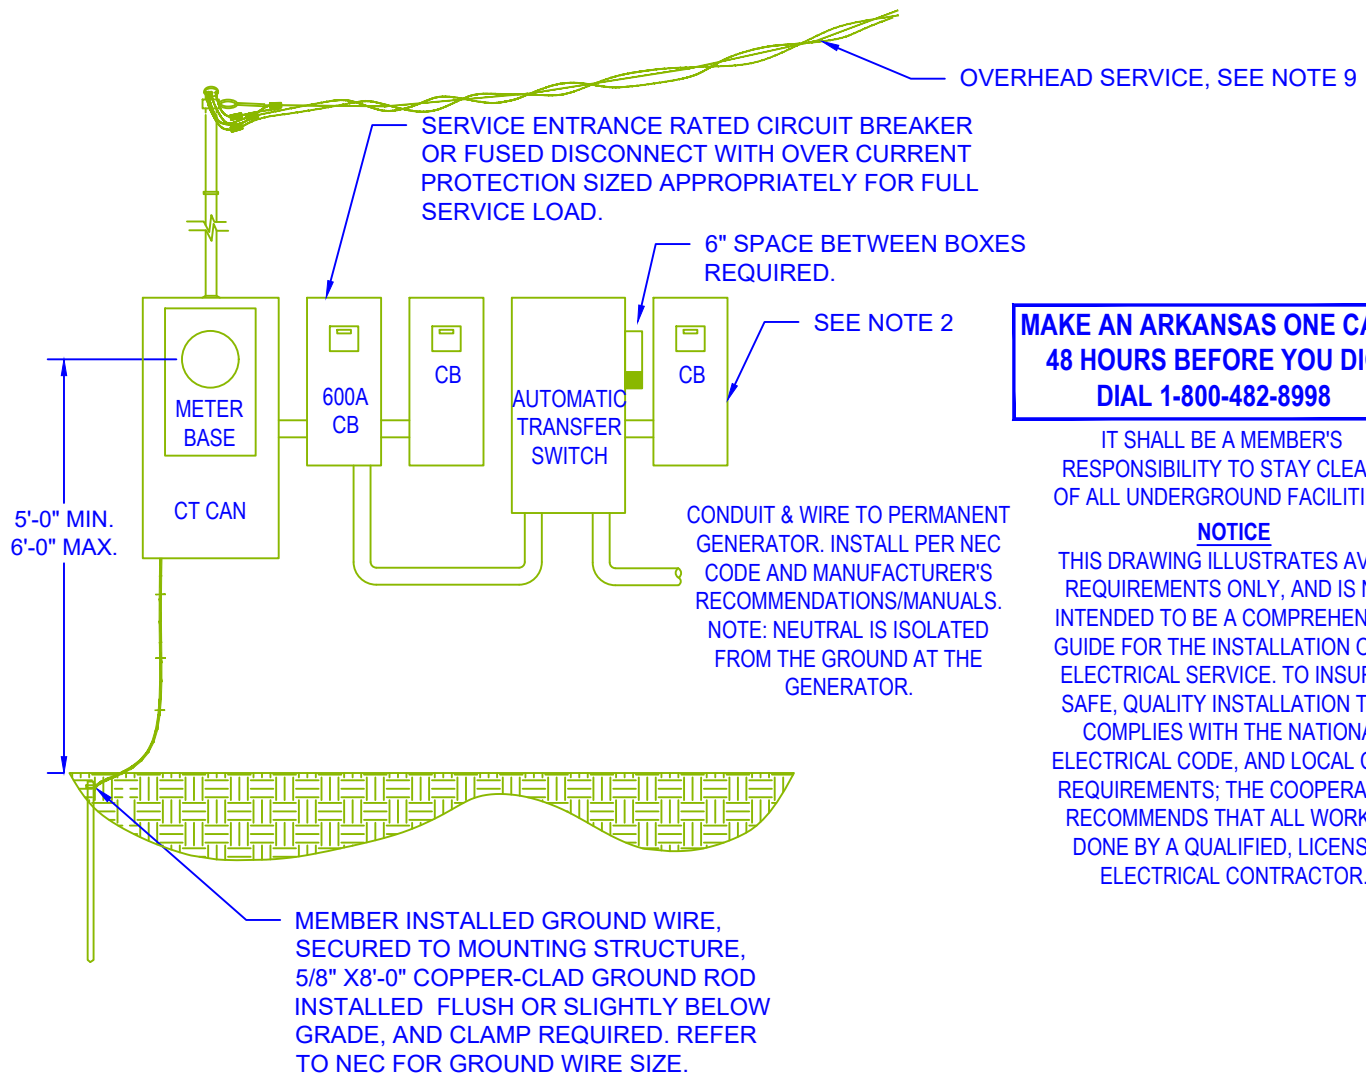 OVERHEAD SERVICE, SEE NOTE 9
SERVICE ENTRANCE RATED CIRCUIT BREAKER
OR FUSED DISCONNECT WITH OVER CURRENT
PROTECTION SIZED APPROPRIATELY FOR FULL
SERVICE LOAD.
6" SPACE BETWEEN BOXES
REQUIRED.
SEE NOTE 2
METER
BASE
CT CAN
600A
CB
CB
AUTOMATIC
TRANSFER
SWITCH
CB
5'-0" MIN.
6'-0" MAX.
CONDUIT & WIRE TO PERMANENT
GENERATOR. INSTALL PER NEC
CODE AND MANUFACTURER'S
RECOMMENDATIONS/MANUALS.
NOTE: NEUTRAL IS ISOLATED
FROM THE GROUND AT THE
GENERATOR.
MAKE AN ARKANSAS ONE
48 HOURS BEFORE YOU
DIAL 1-800-482-8998
IT SHALL BE A MEMBER'S
RESPONSIBILITY TO STAY
OF ALL UNDERGROUND
NOTICE
THIS DRAWING ILLUSTRATES
REQUIREMENTS ONLY, AND IS
INTENDED TO BE A
GUIDE FOR THE INSTALLATION
ELECTRICAL SERVICE. TO
SAFE, QUALITY INSTALLATION
COMPLIES WITH THE
ELECTRICAL CODE, AND LOCAL
REQUIREMENTS; THE
RECOMMENDS THAT ALL WORK
DONE BY A QUALIFIED,
ELECTRICAL CONTRACTOR.
MEMBER INSTALLED GROUND WIRE,
SECURED TO MOUNTING STRUCTURE,
5/8" X8'-0" COPPER-CLAD GROUND ROD
INSTALLED FLUSH OR SLIGHTLY BELOW
GRADE, AND CLAMP REQUIRED. REFER
TO NEC FOR GROUND WIRE SIZE.